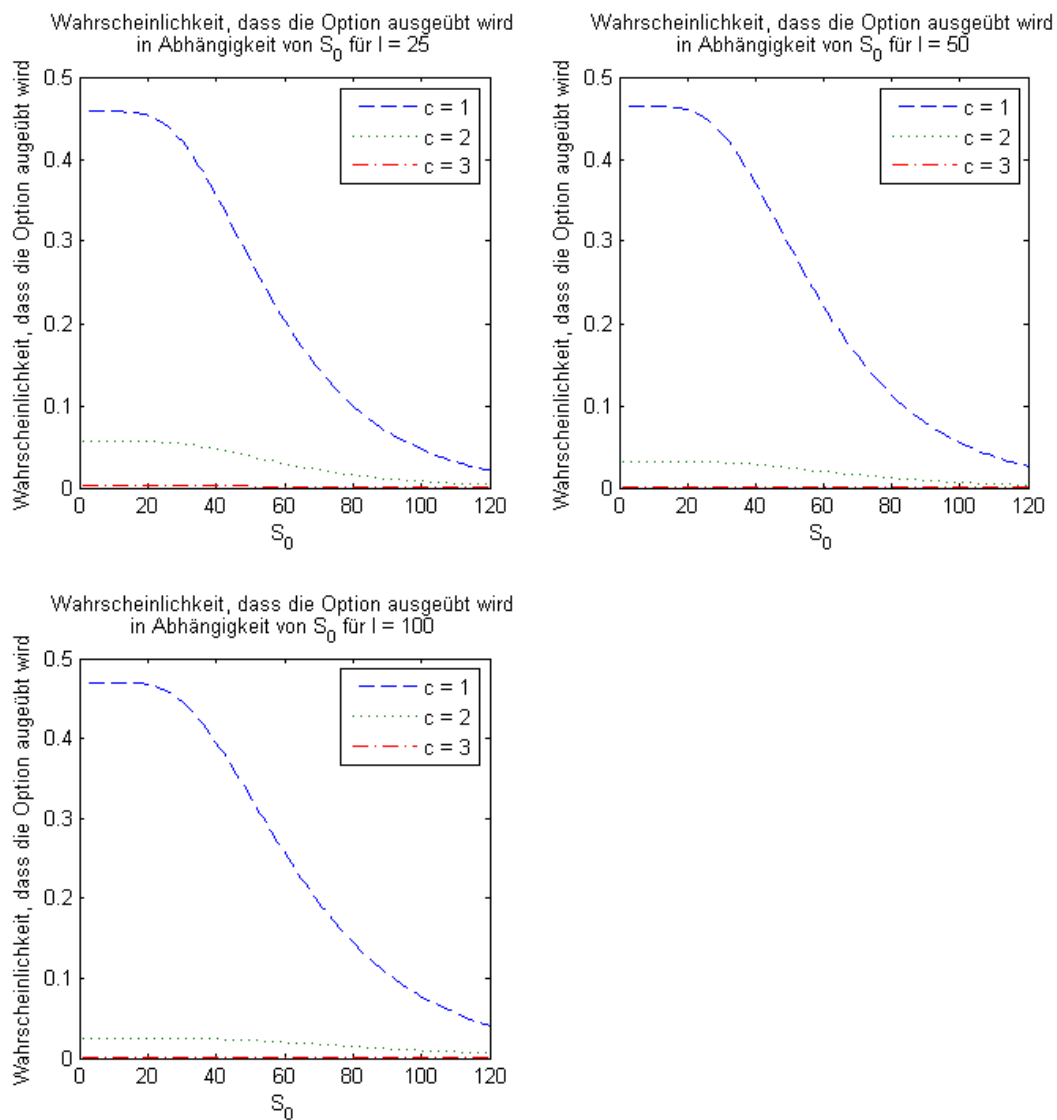 Wahrscheinlichkeit, dass die Option ausgeübt wird
in Abhängigkeit von S0 für l = 25
Wahrscheinlichkeit, dass die Option augeübt wird
0.5
0.4
0.3
0.2
0.1
0
c = 1
c = 2
c = 3
0 20 40 60 80 100 120
S0
Wahrscheinlichkeit, dass die Option ausgeübt wird
in Abhängigkeit von S0 für l = 50
Wahrscheinlichkeit, dass die Option augeübt wird
0.5
0.4
0.3
0.2
0.1
0
c = 1
c = 2
c = 3
0 20 40 60 80 100 120
S0
Wahrscheinlichkeit, dass die Option ausgeübt wird
in Abhängigkeit von S0 für l = 100
Wahrscheinlichkeit, dass die Option augeübt wird
0.5
0.4
0.3
0.2
0.1
0
c = 1
c = 2
c = 3
0 20 40 60 80 100 120
S0